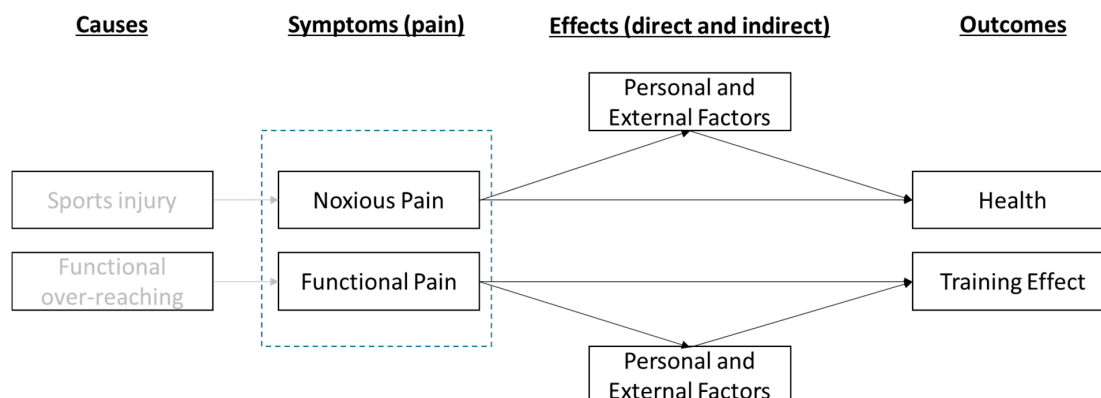 Causes
Symptoms (pain)
Effects (direct and indirect)
Outcomes
Personal and
External Factors
Sports injury
Noxious Pain
Health
Functional
over-reaching
Functional Pain
Training Effect
Personal and
External Factors